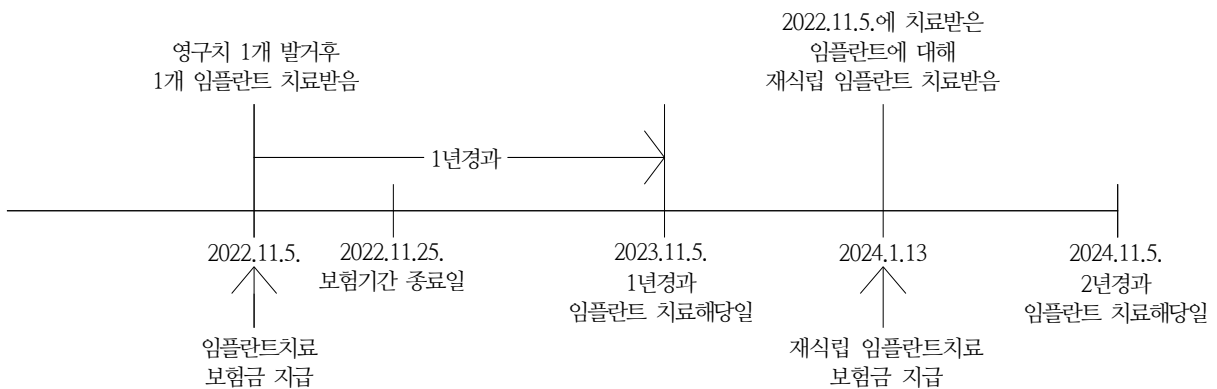 영구치 1개 발거후
1개 임플란트 치료받음
2022.11.5.에 치료받은
임플란트에 대해
재식립 임플란트 치료받음
1년경과
2022.11.5.
2022.11.25.
보험기간 종료일
2023.11.5.
1년경과
임플란트 치료해당일
2024.1.13
2024.11.5.
2년경과
임플란트 치료해당일
임플란트치료
보험금 지급
재식립 임플란트치료
보험금 지급